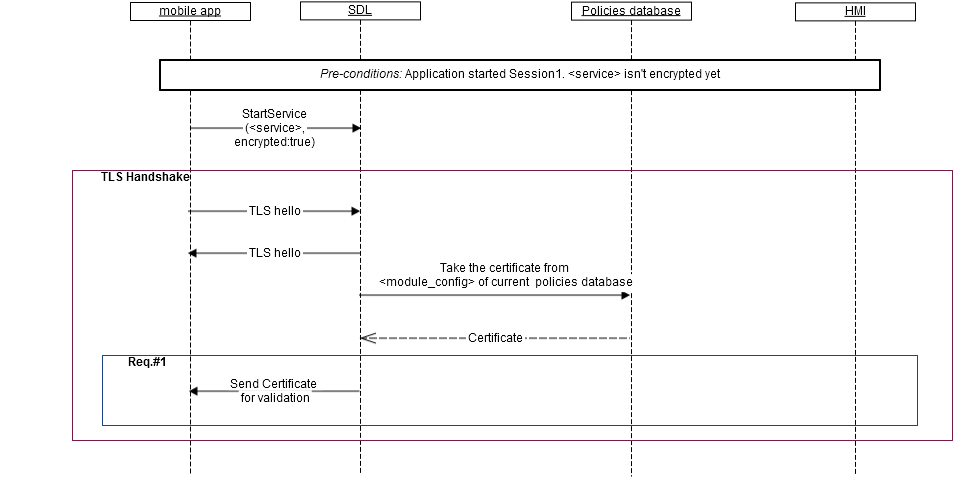 mobile app
SDL
Policies database
HMI
Pre-conditions: Application started Session1. <service> isn't encrypted yet
StartService
(<service>,
encrypted:true)
TLS Handshake
TLS hello
TLS hello
Take the certificate from
<module_config> of current  policies database
Certificate
Req.#1
Send Certificate
for validation